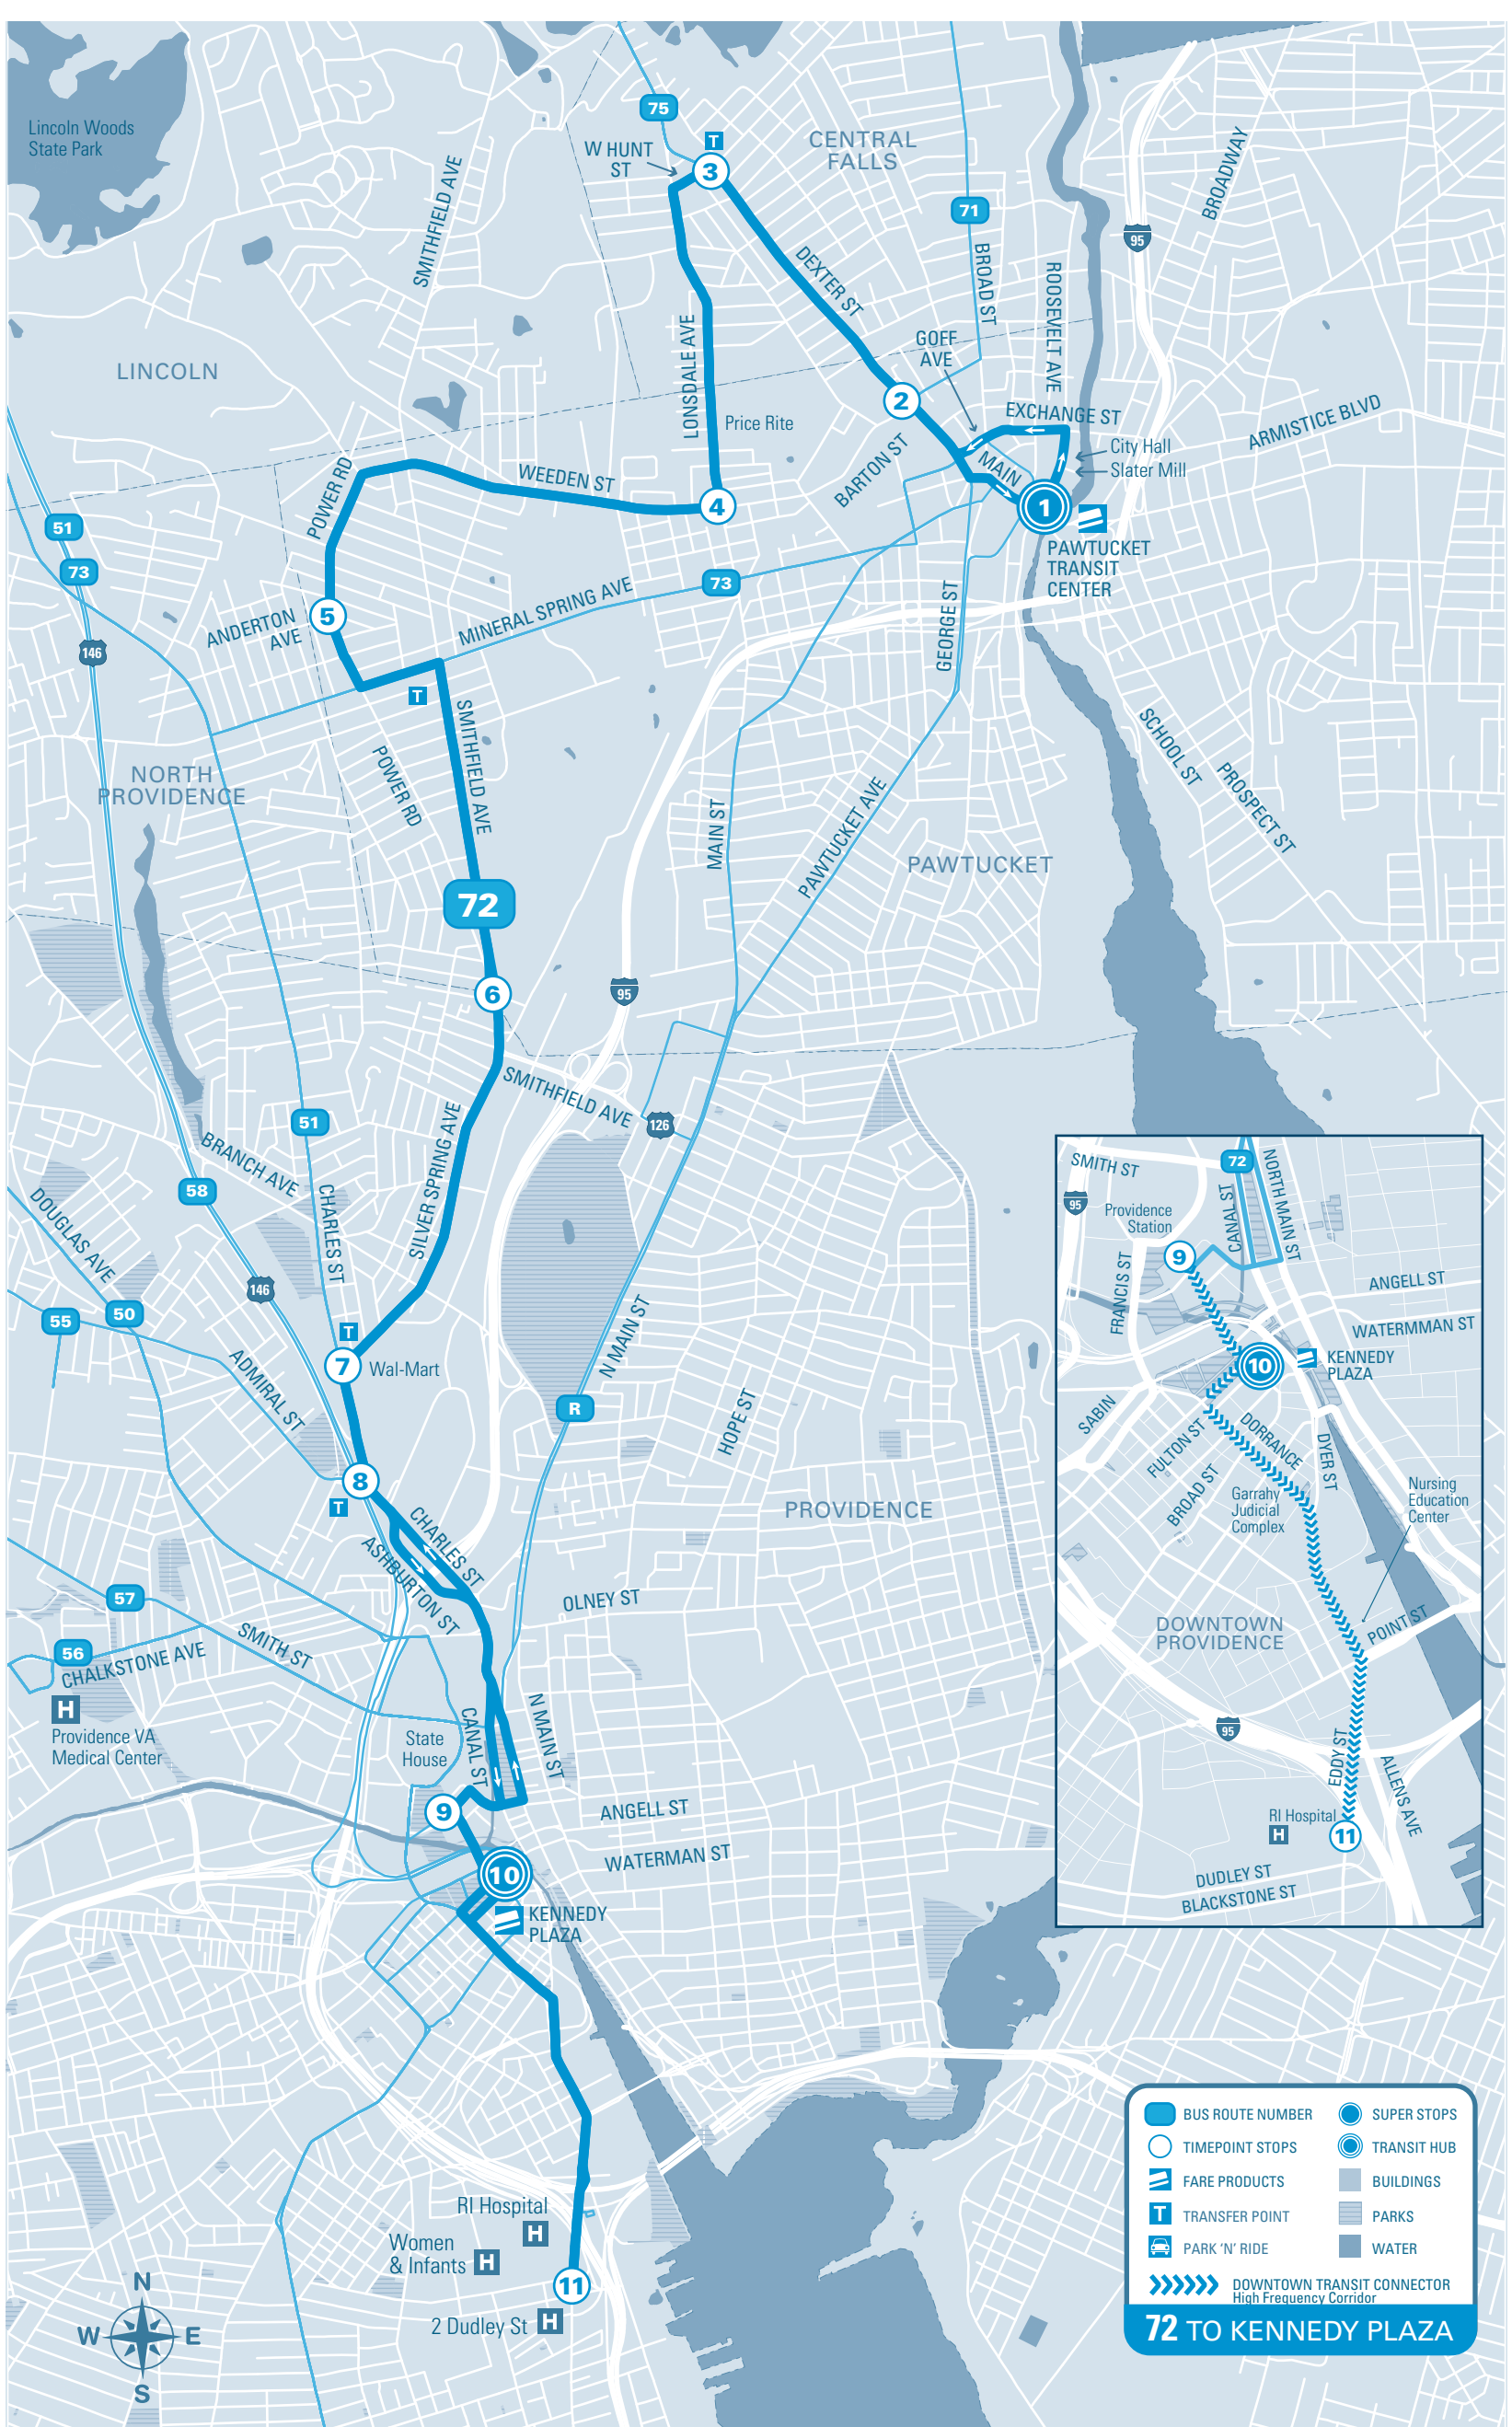 Lincoln Woods
State Park
SMITHFIELD AVE
75
W HUNT
ST
T
3
CENTRAL
FALLS
71
BROAD ST
ROOSEVELT AVE
95
BROADWAY
DEXTER ST
LINCOLN
LONSDALE AVE
GOFF
AVE
2
EXCHANGE ST
Price Rite
MAIN
City Hall
Slater Mill
ARMISTICE BLVD
BARTON ST
WEEDEN ST
POWER RD
4
1
PAWTUCKET
TRANSIT
CENTER
51
73
146
73
ANDERTON
AVE
5
MINERAL SPRING AVE
GEORGE ST
T
SMITHFIELD AVE
POWER RD
NORTH
PROVIDENCE
SCHOOL ST
PROSPECT ST
MAIN ST
PAWTUCKET AVE
PAWTUCKET
72
6
95
SMITHFIELD AVE
126
51
BRANCH AVE
58
CHARLES ST
SILVER SPRING AVE
DOUGLAS AVE
146
55
50
ADMIRAL ST
T
7
Wal-Mart
N MAIN ST
R
HOPE ST
8
T
PROVIDENCE
CHARLES ST
ASHBURTON ST
OLNEY ST
57
56
SMITH ST
CHALKSTONE AVE
H
Providence VA
Medical Center
State
House
CANAL ST
N MAIN ST
9
ANGELL ST
WATERMAN ST
10
KENNEDY
PLAZA
RI Hospital
H
Women
& Infants
H
11
2 Dudley St
H
N
W
E
S
SMITH ST
72
NORTH MAIN ST
95
Providence
Station
CANAL ST
9
FRANCIS ST
ANGELL ST
WATERMMAN ST
10
KENNEDY
PLAZA
SABIN
FULTON ST
DORRANCE
DYER ST
BROAD ST
Garrahy
Judicial
Complex
Nursing
Education
Center
DOWNTOWN
PROVIDENCE
POINT ST
95
EDDY ST
ALLENS AVE
RI Hospital
H
11
DUDLEY ST
BLACKSTONE ST
BUS ROUTE NUMBER
SUPER STOPS
TIMEPOINT STOPS
TRANSIT HUB
FARE PRODUCTS
BUILDINGS
T
TRANSFER POINT
PARKS
PARK 'N' RIDE
WATER
DOWNTOWN TRANSIT CONNECTOR
High Frequency Corridor
72 TO KENNEDY PLAZA